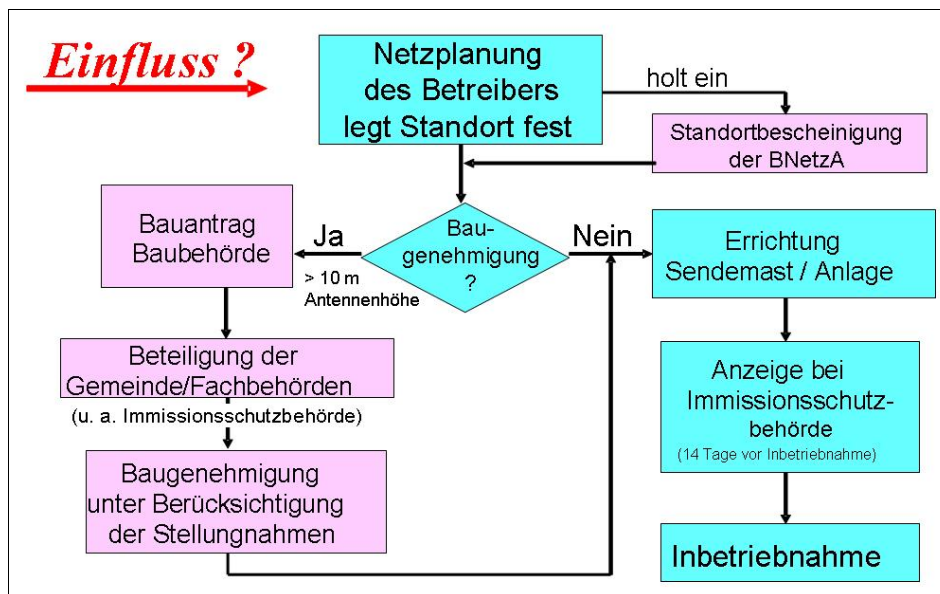 Einfluss ?
Netzplanung
des Betreibers
legt Standort fest
holt ein
Standortbescheinigung
der BNetzA
Bau-
genehmigung
?
Ja
> 10 m
Antennenhöhe
Nein
Bauantrag
Baubehörde
Beteiligung der
Gemeinde/Fachbehörden
(u. a. Immissionsschutzbehörde)
Baugenehmigung
unter Berücksichtigung
der Stellungnahmen
Errichtung
Sendemast / Anlage
Anzeige bei
Immissionsschutz-
behörde
(14 Tage vor Inbetriebnahme)
Inbetriebnahme